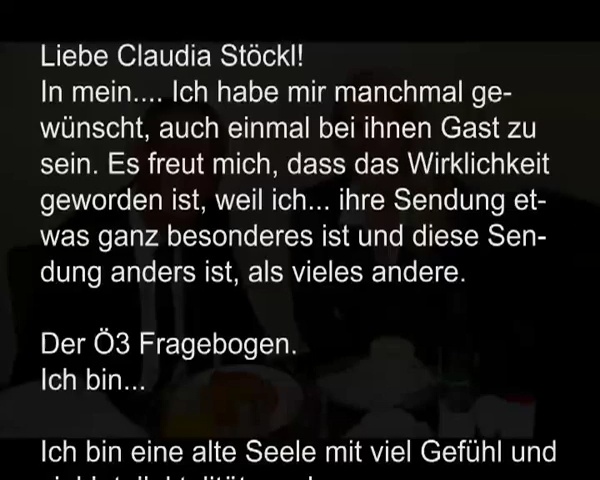 Liebe Claudia Stöckl!
In mein.... Ich habe mir manchmal ge-
wünscht, auch einmal bei ihnen Gast zu
sein. Es freut mich, dass das Wirklichkeit
geworden ist, weil ich... ihre Sendung et-
was ganz besonderes ist und diese Sen-
dung anders ist, als vieles andere.
Der Ö3 Fragebogen.
Ich bin...
Ich bin eine alte Seele mit viel Gefühl und